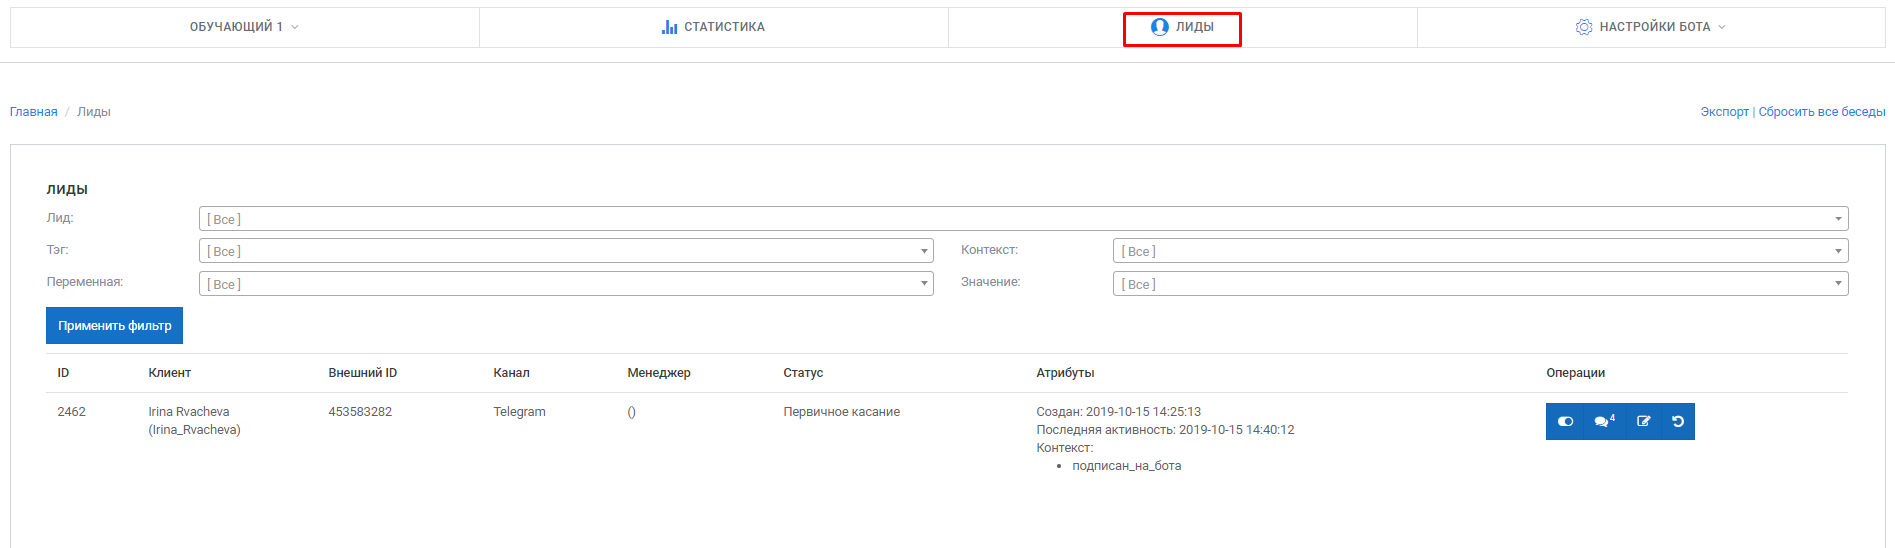 ОБУЧАЮЩИЙ 1 СТАТИСТИКА ЛИДЫ НАСТРОЙКИ БОТА
Главная / Лиды Экспорт | Сбросить все беседы
ЛИДЫ
Лид: [ Все ]
Тэг: [ Все ] Контекст: [ Все ]
Переменная: [ Все ] Значение: [ Все ]
Применить фильтр
ID Клиент Внешний ID Канал Менеджер Статус Атрибуты Операции
2462 Irina Rvacheva 453583282 Telegram () Первичное касание Создан: 2019-10-15 14:25:13 4
(Irina_Rvacheva) Последняя активность: 2019-10-15 14:40:12
Контекст:
• подписан_на_бота